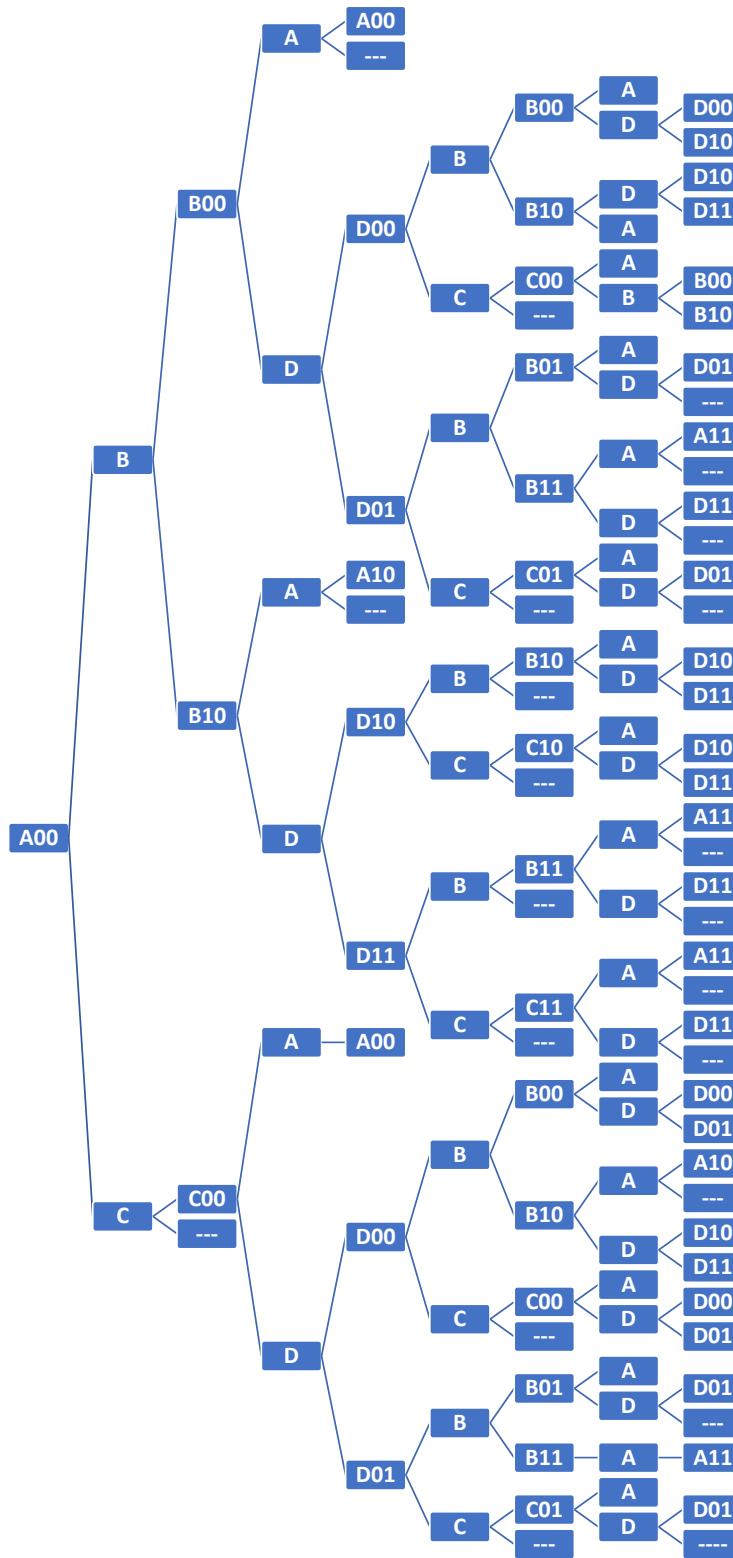 A00
A
---
A
B00
D00
D
D10
B
D10
D
B00
B10
D11
A
D00
A
C00
B00
C
B
---
B10
A
D
B01
D01
D
---
B
A11
B
A
---
B11
D01
D11
D
---
A
A10
A
C01
D01
C
D
---
---
---
A
B10
D10
B
D
---
D11
B10
D10
A
C10
D10
C
D
---
D11
A11
A00
D
A
B11
---
B
D11
---
D
---
D11
A11
A
---
C11
C
D11
A
A00
---
D
---
A
B00
D00
D
D01
B
A10
A
C00
---
C
B10
---
D00
D10
D
D11
A
C00
D00
C
D
---
D01
D
A
B01
D01
D
B
---
D01
B11
A
A11
A
C01
D01
C
D
---
----